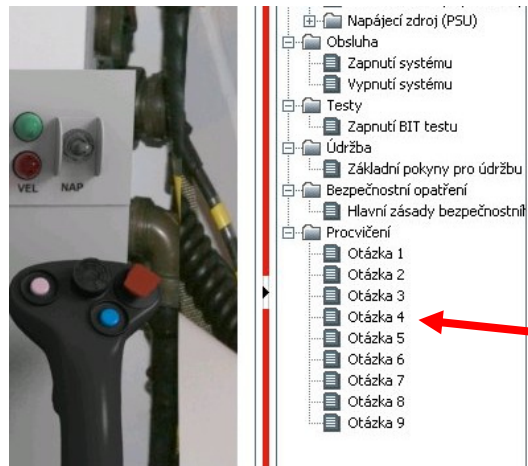 VEL NAP
Napájecí zdroj (PSU)
Obsluha
Zapnutí systému
Vypnutí systému
Testy
Zapnutí BIT testu
Údržba
Základní pokyny pro údržbu
Bezpečnostní opatření
Hlavní zásady
Procvičení
Otázka 1
Otázka 2
Otázka 3
Otázka 4
Otázka 5
Otázka 6
Otázka 7
Otázka 8
Otázka 9